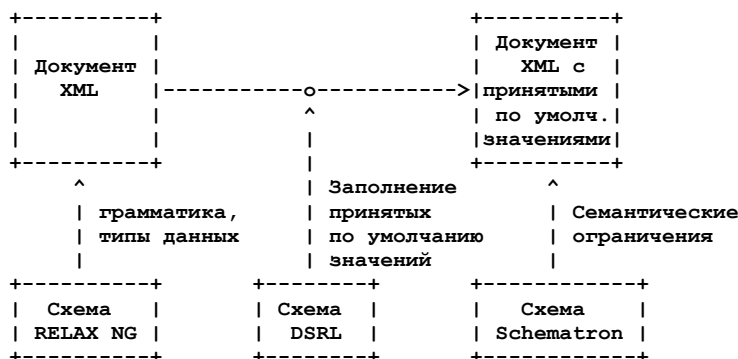 Документ
Документ
XML с
XML
принятыми
по умолч.
значениями
Заполнение
грамматика,
принятых
Семантические
типы данных
по умолчанию
ограничения
значений
Схема
RELAX NG
Схема
DSRL
Схема
Schematron